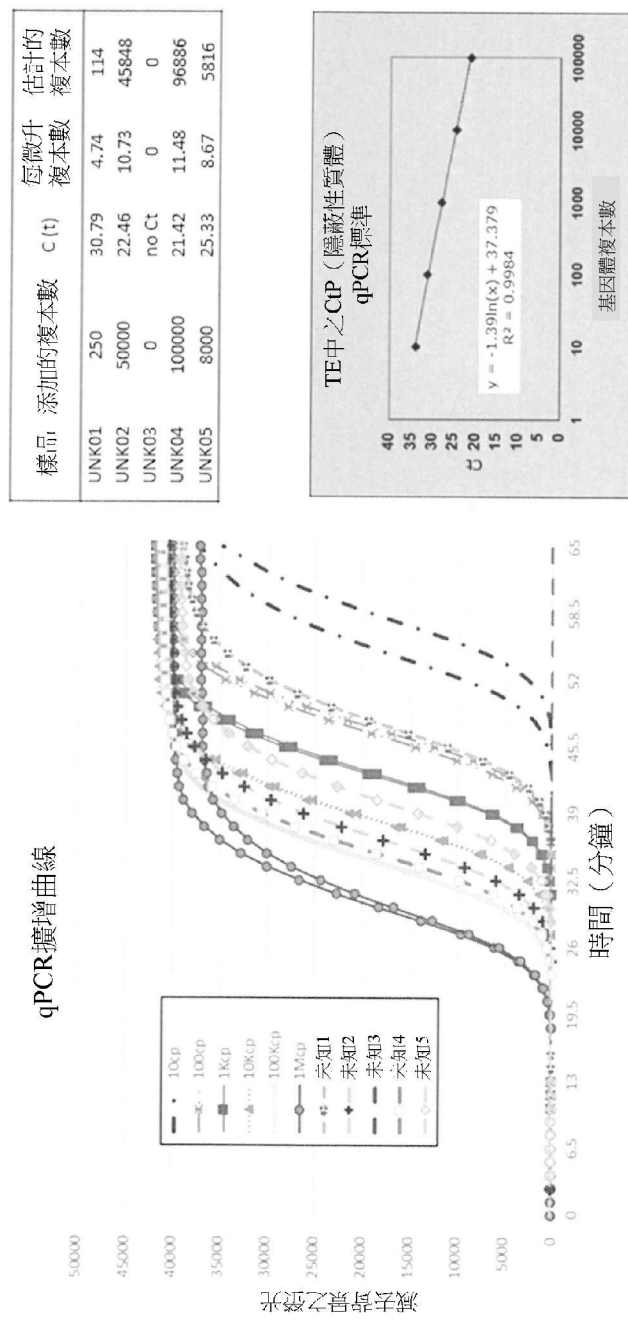 qPCR擴增曲線
減去背景之螢光
50000
45000
40000
35000
30000
25000
20000
15000
10000
5000
0
10cp
100cp
1Kcp
10Kcp
100Kcp
1Mcp
未知1
未知2
未知3
未知4
未知5
0 6.5 13 19.5 26 32.5 39 45.5 52 58.5 65
時間（分鐘）
樣品 添加的複本數 C(t) 每微升複本數 估計的複本數
UNK01 250 30.79 4.74 114
UNK02 50000 22.46 10.73 45848
UNK03 0 no Ct 0 0
UNK04 100000 21.42 11.48 96886
UNK05 8000 25.33 8.67 5816
TE中之CtP（隱蔽性質體）
qPCR標準
Ct
40
35
30
25
20
15
10
5
0
y = -1.39ln(x) + 37.379
R² = 0.9984
1 10 100 1000 10000 100000
基因體複本數